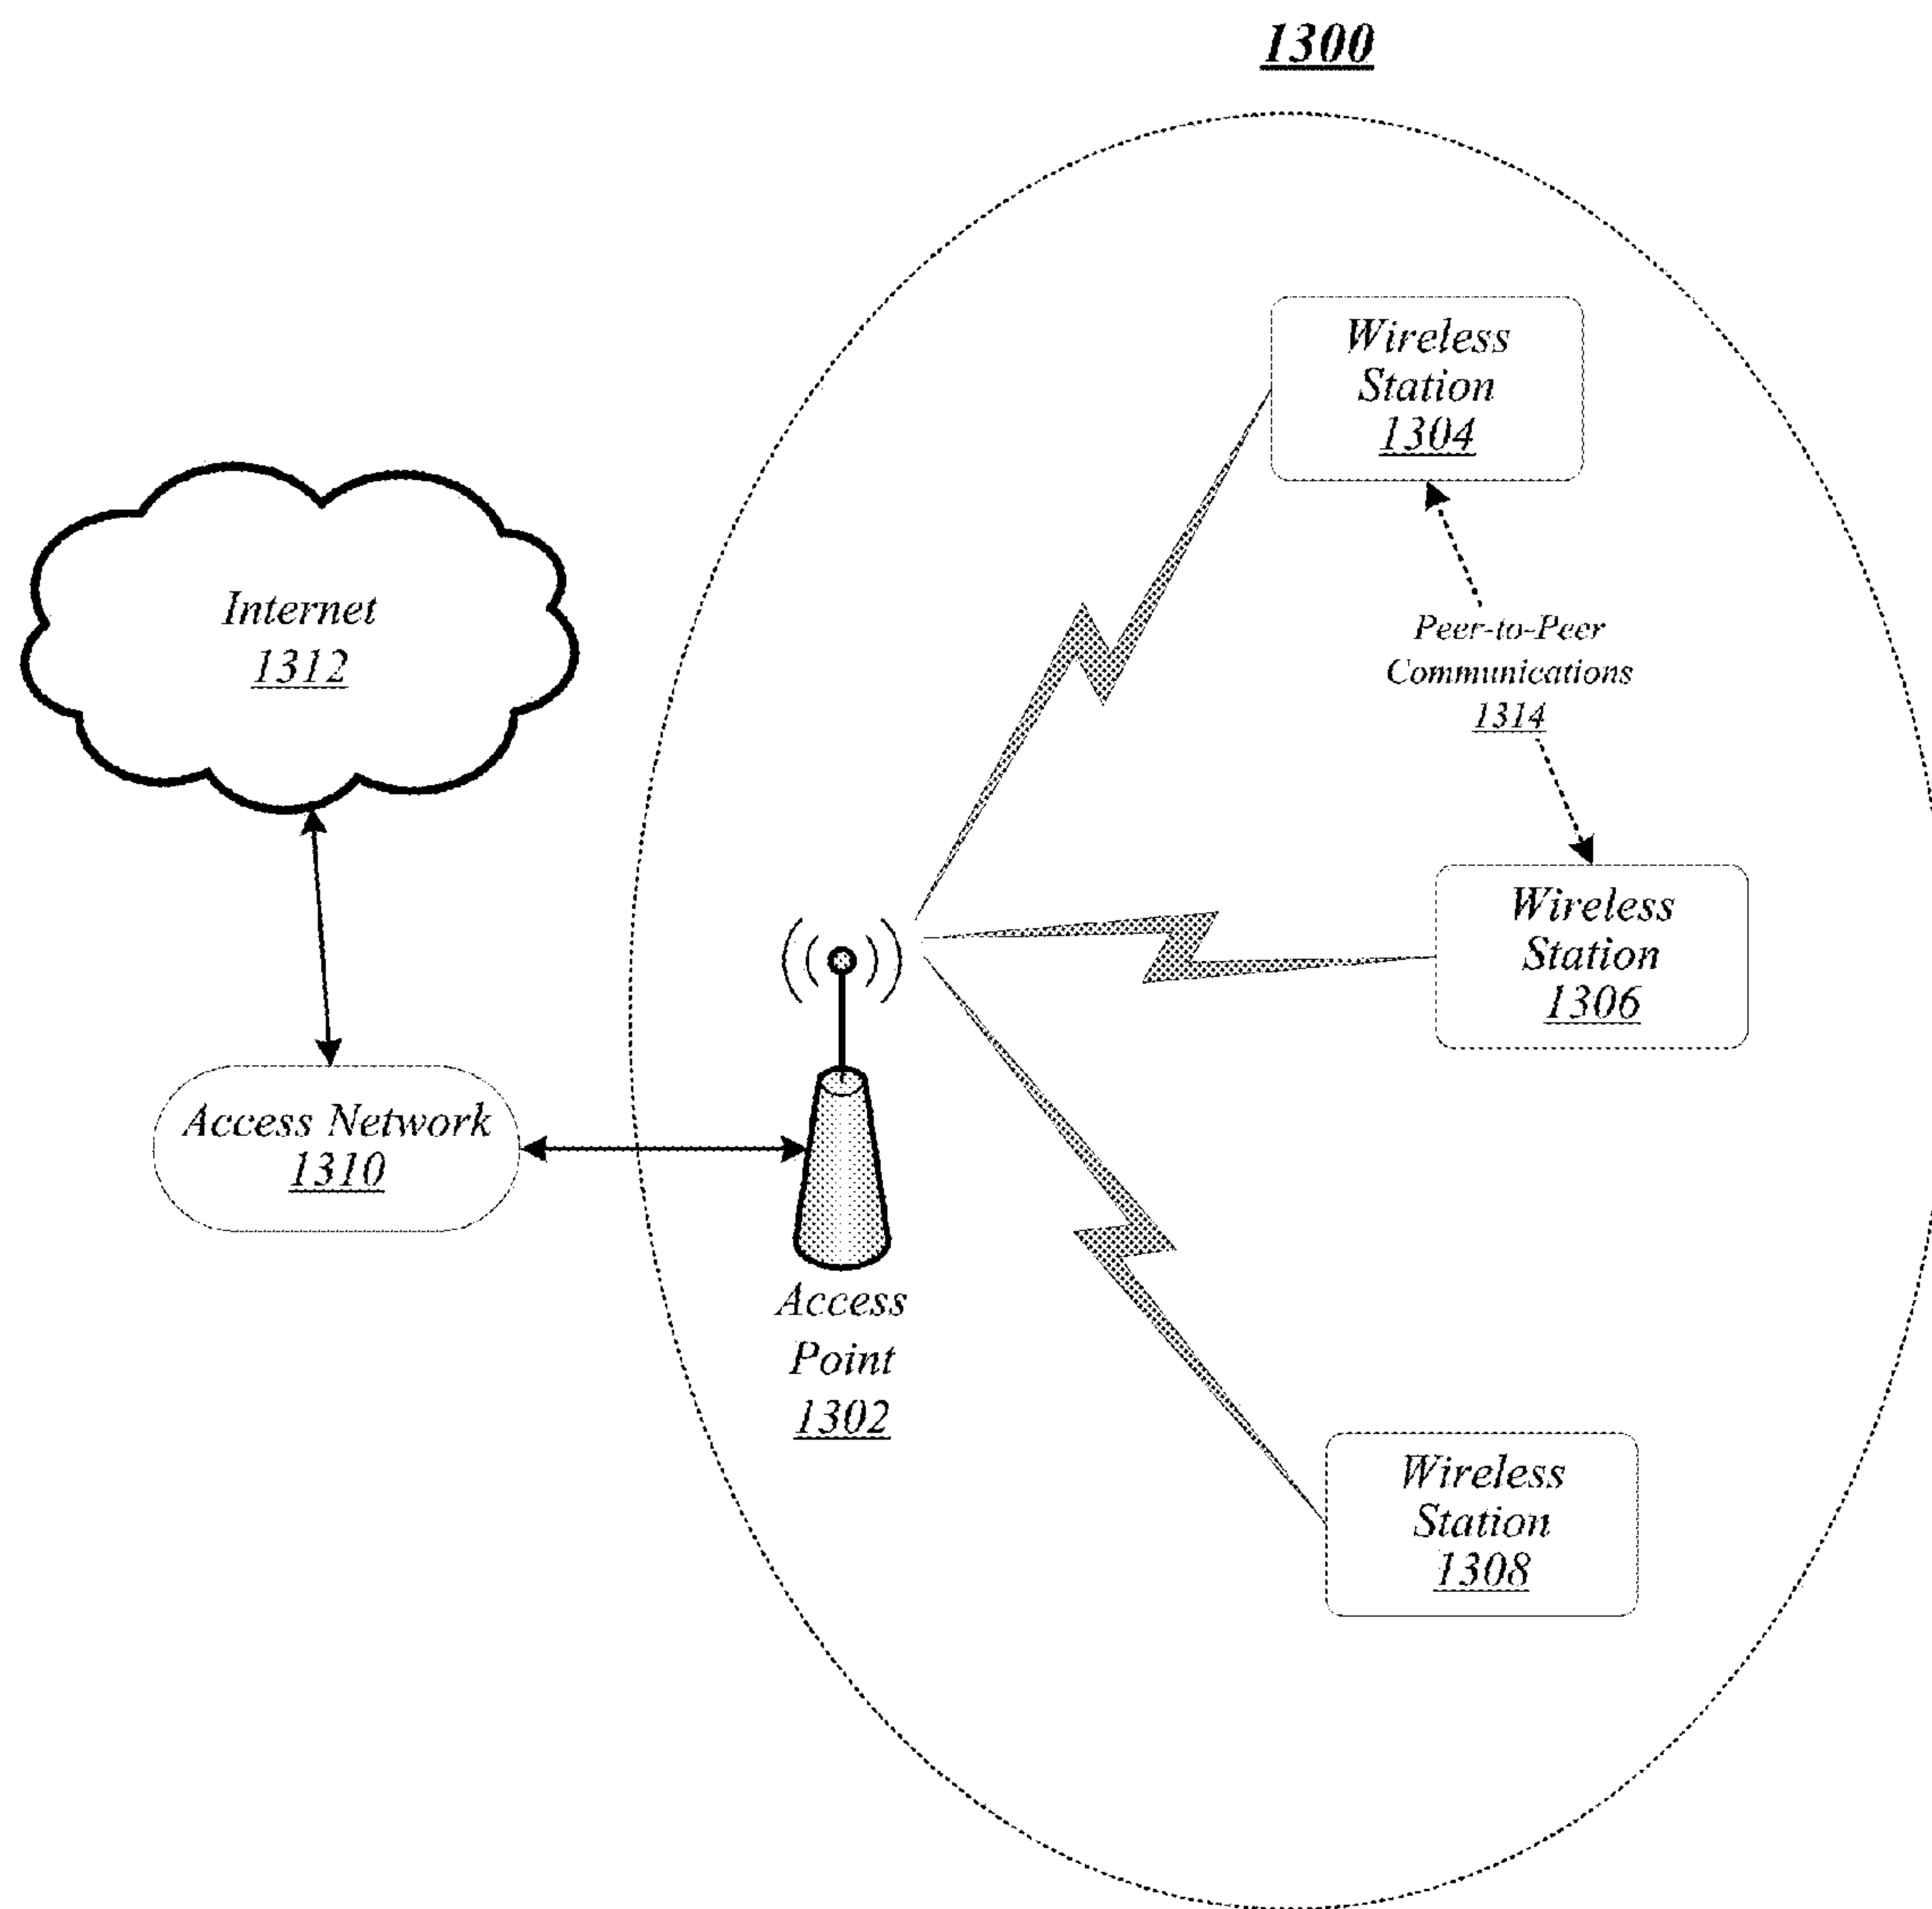 1300
Wireless
Station
1304
Internet
1312
Peer-to-Peer
Communications
1314
Wireless
Station
1306
Access Network
1310
Access
Point
1302
Wireless
Station
1308